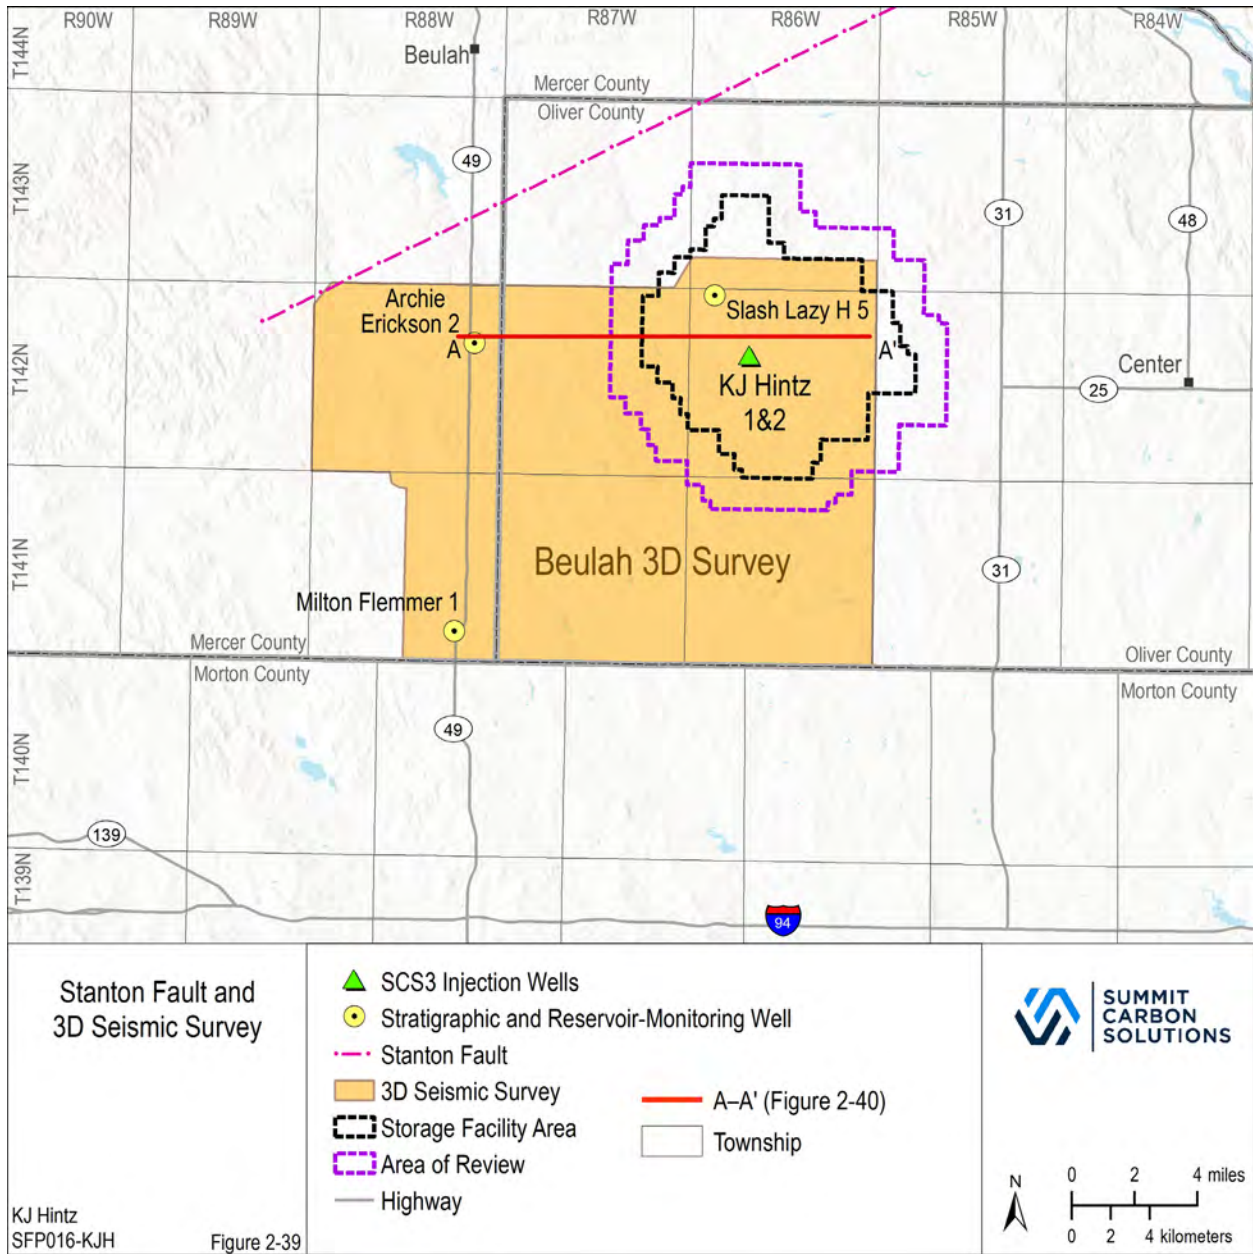 R90W
R89W
R88W
R87W
R86W
R85W
R84W
T144N
Beulah
Mercer County
Oliver County
49
T143N
31
48
Archie
Erickson 2
A
Slash Lazy H 5
A'
KJ Hintz
1&2
T142N
Center
25
Beulah 3D Survey
T141N
31
Milton Flemmer 1
Mercer County
Morton County
Oliver County
Morton County
49
T140N
139
T139N
94
Stanton Fault and
3D Seismic Survey
KJ Hintz
SFP016-KJH
Figure 2-39
SCS3 Injection Wells
Stratigraphic and Reservoir-Monitoring Well
Stanton Fault
3D Seismic Survey
Storage Facility Area
Area of Review
Highway
A–A' (Figure 2-40)
Township
SUMMIT
CARBON
SOLUTIONS
N
0 2 4 miles
0 2 4 kilometers